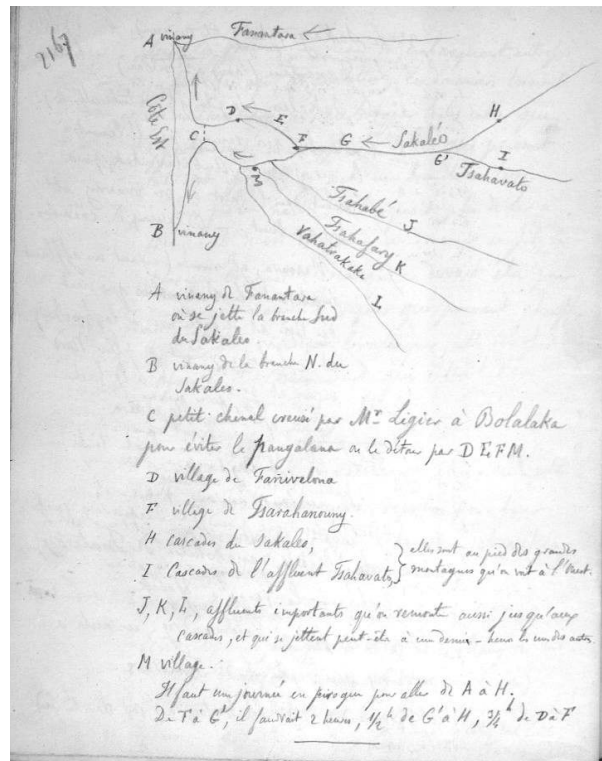 2167
A vinany
Fanantara
Côte Est
D
E
C
F
G
Sakaléo
H
G'
I
Tsahavato
M
Tsahabé
J
Tsahafary
K
Vahatrakaka
L
B vinany
A vinany de Fanantara
où se jette la branche Sud
du Sakaleo.
B vinany de la branche N. du
Sakaleo.
C petit chenal creusé par Mr Ligier à Bolalaka
pour éviter le pangalana ou le détour par D E F M.
D village de Fanivelona
F village de Tsarahanouny
H cascades du Sakaleo,
I Cascades de l'affluent Tsahavato,
elles sont au pied des grandes
montagnes qu'on voit à l'Ouest.
J, K, L, affluents importants qu'on remonte aussi jusqu'aux
cascades, et qui se jettent peut-être à une demi-heure les uns des autres
M village.
Il faut une journée en pirogue pour aller de A à H.
De F à G', il faudrait 2 heures, 1/2 h de G' à H, 3/4 h de D à F